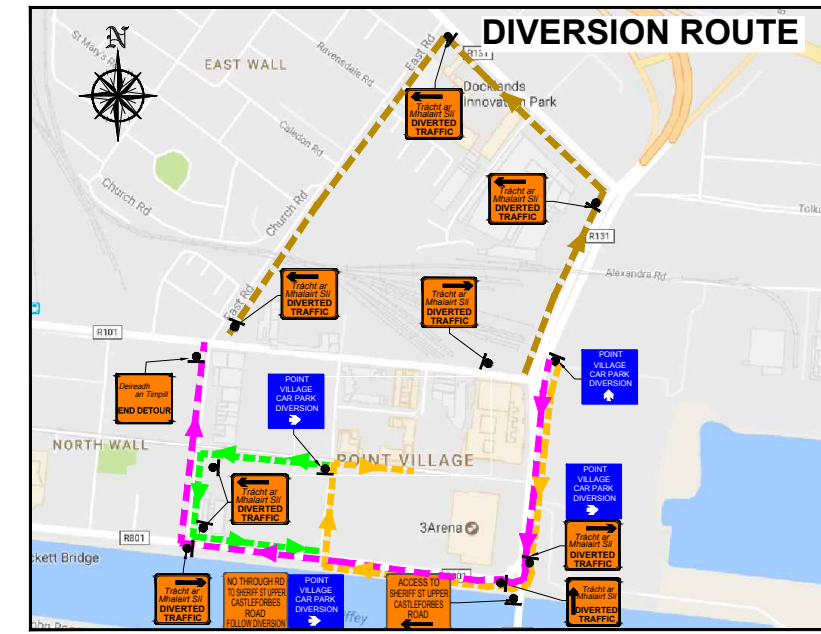 DIVERSION ROUTE
N
St Mary's Rd
EAST WALL
Ravensdale Rd
East Rd
R131
Docklands
Innovation Park
Trácht ar
Mhalairt Slí
DIVERTED
TRAFFIC
Caledon Rd
Church Rd
Church Rd
Trácht ar
Mhalairt Slí
DIVERTED
TRAFFIC
Tolka
R131
Alexandra Rd
East Rd
Trácht ar
Mhalairt Slí
DIVERTED
TRAFFIC
Trácht ar
Mhalairt Slí
DIVERTED
TRAFFIC
R101
POINT
VILLAGE
CAR PARK
DIVERSION
Deireadh
an Timpill
END DETOUR
POINT
VILLAGE
CAR PARK
DIVERSION
NORTH WALL
POINT VILLAGE
POINT
VILLAGE
CAR PARK
DIVERSION
Trácht ar
Mhalairt Slí
DIVERTED
TRAFFIC
3Arena
Trácht ar
Mhalairt Slí
DIVERTED
TRAFFIC
R801
ckett Bridge
801
Trácht ar
Mhalairt Slí
DIVERTED
TRAFFIC
NO THROUGH RD
TO SHERIFF ST UPPER
CASTLEFORBES
ROAD
FOLLOW DIVERSION
POINT
VILLAGE
CAR PARK
DIVERSION
iffey
ACCESS TO
SHERIFF ST UPPER
CASTLEFORBES
ROAD
Trácht ar
Mhalairt Slí
DIVERTED
TRAFFIC